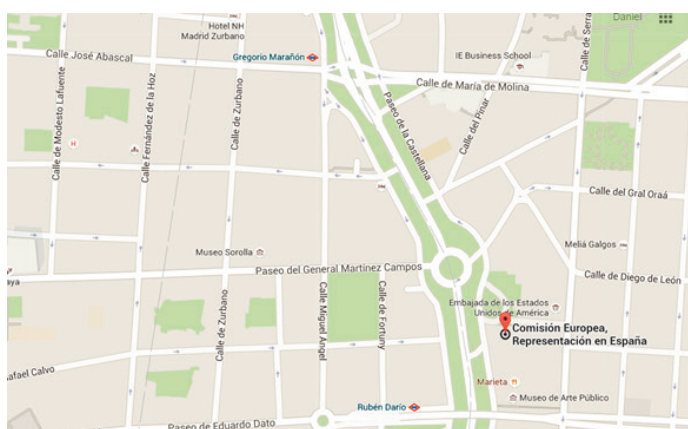 Daniel
Hotel NH
Madrid Zurbano
Calle José Abascal
Gregorio Marañón
IE Business School
Calle de Serra
Calle de María de Molina
Calle de Modesto Lafuente
Calle Fernández de la Hoz
Calle de Zurbano
Paseo de la Castellana
Calle del Pinar
Calle del Gral Oraá
Museo Sorolla
Meliá Galgos
Paseo del General Martínez Campos
Calle de Diego de León
aya
Calle de Zurbano
Calle Miguel Ángel
Calle de Fortuny
Embajada de los Estados
Unidos de América
Comisión Europea,
Representación en España
afael Calvo
Marieta
Museo de Arte Público
Rubén Darío
Paseo de Eduardo Dato